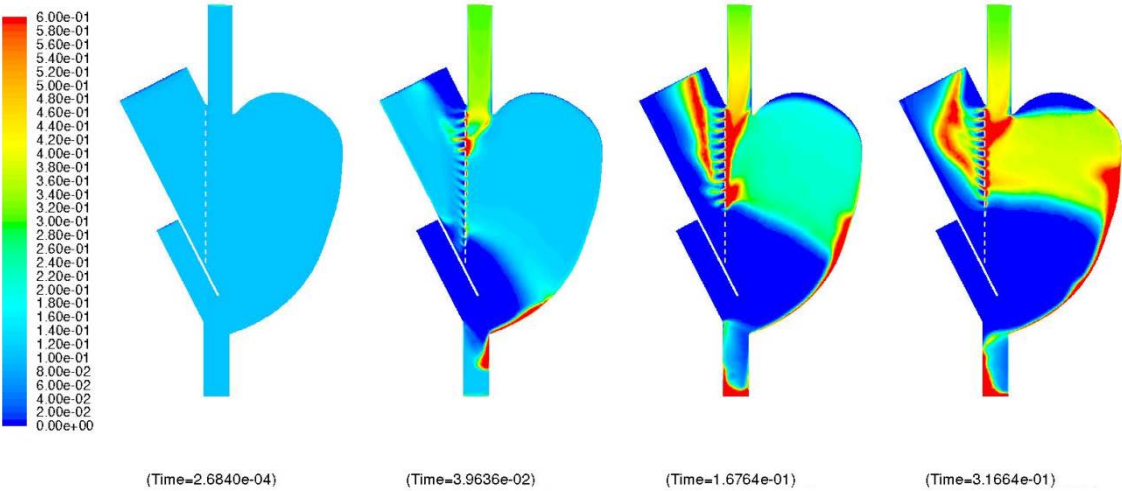 6.00e-01
5.80e-01
5.60e-01
5.40e-01
5.20e-01
5.00e-01
4.80e-01
4.60e-01
4.40e-01
4.20e-01
4.00e-01
3.80e-01
3.60e-01
3.40e-01
3.20e-01
3.00e-01
2.80e-01
2.60e-01
2.40e-01
2.20e-01
2.00e-01
1.80e-01
1.60e-01
1.40e-01
1.20e-01
1.00e-01
8.00e-02
6.00e-02
4.00e-02
2.00e-02
0.00e+00
(Time=2.6840e-04) (Time=3.9636e-02) (Time=1.6764e-01) (Time=3.1664e-01)